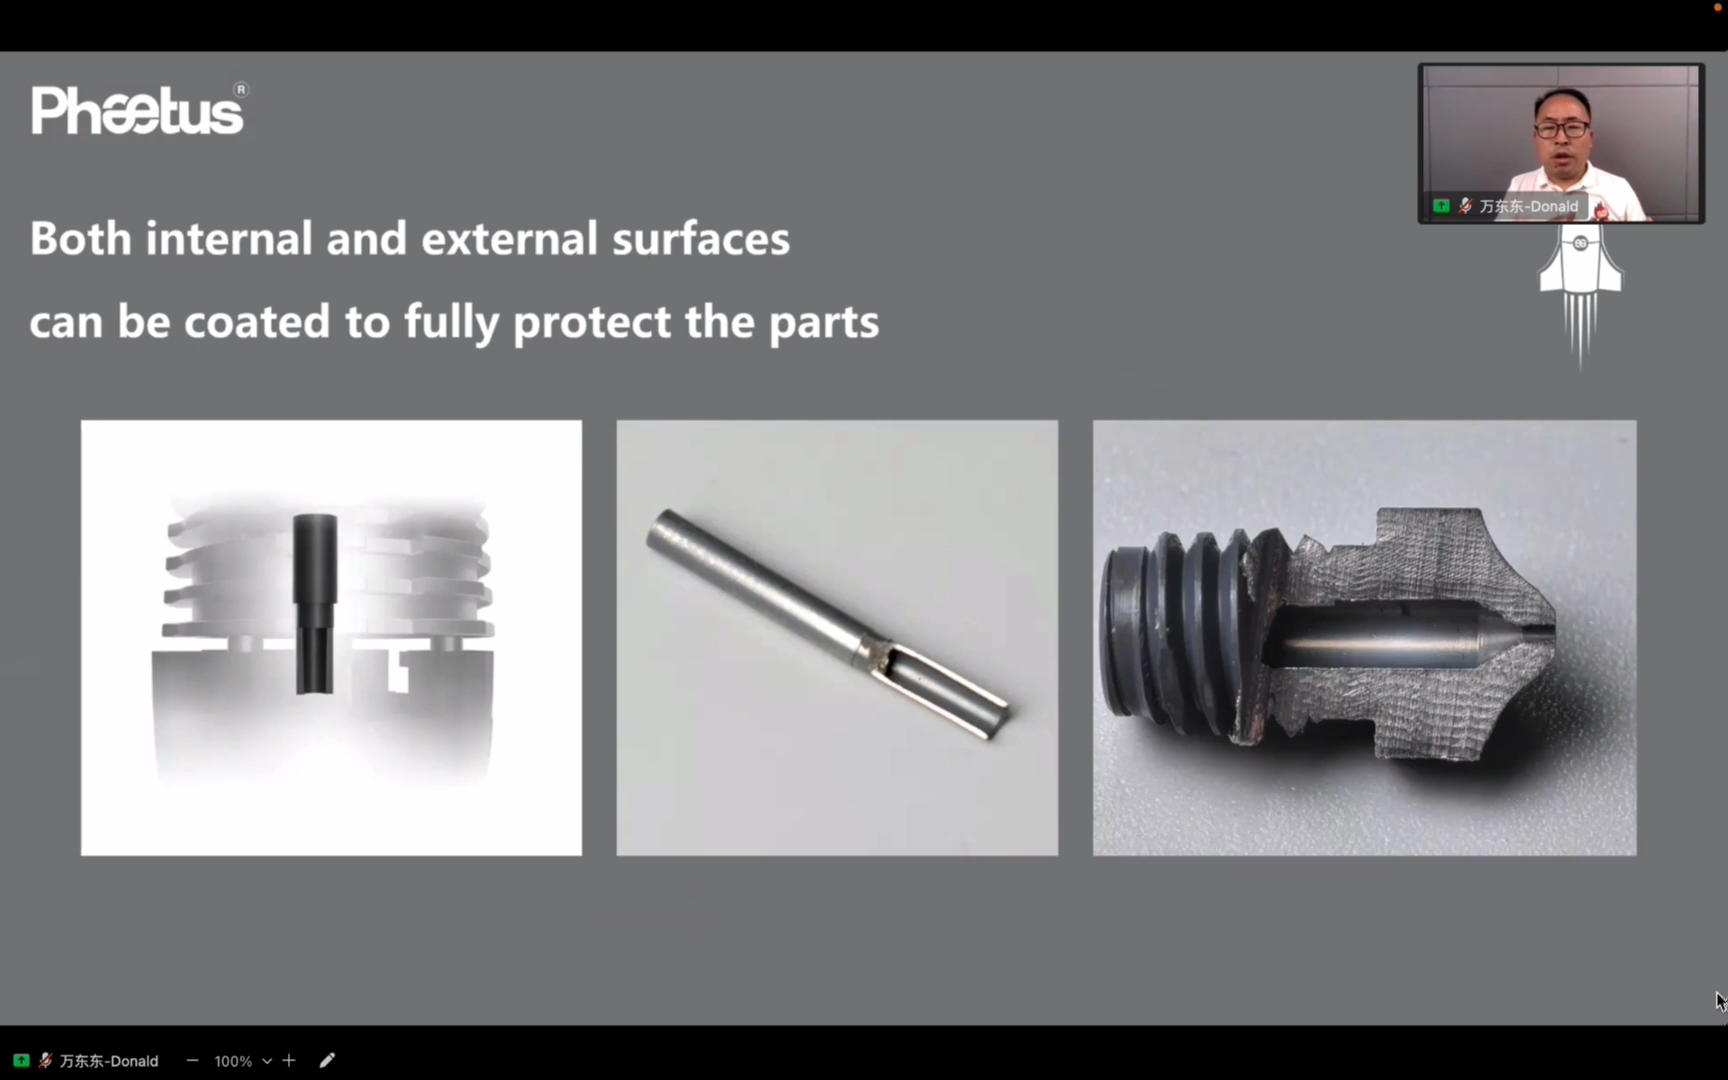 Phaetus®
Both internal and external surfaces
can be coated to fully protect the parts
万东东-Donald
万东东-Donald
100%